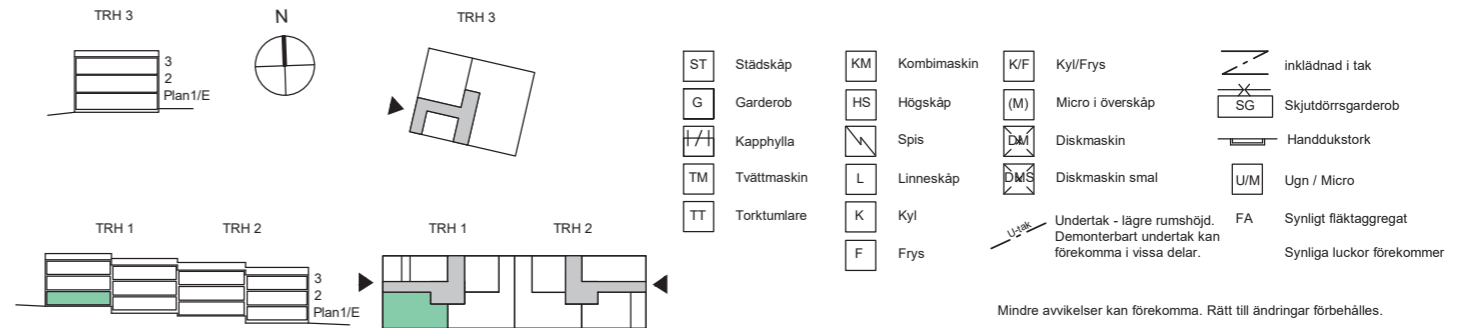 TRH 3
N
TRH 3
3
2
Plan1/E
TRH 1
TRH 2
TRH 1
TRH 2
3
2
Plan1/E
ST Städskåp
G Garderob
Kapphylla
TM Tvättmaskin
TT Torktumlare
KM Kombimaskin
HS Högskåp
Spis
L Linneskåp
K Kyl
F Frys
K/F Kyl/Frys
(M) Micro i överskåp
DM Diskmaskin
DMS Diskmaskin smal
U-tak Undertak - lägre rumshöjd.
Demonterbart undertak kan
förekomma i vissa delar.
inklädnad i tak
SG Skjutdörrsgarderob
Handdukstork
U/M Ugn / Micro
FA Synligt fläktaggregat
Synliga luckor förekommer
Mindre avvikelser kan förekomma. Rätt till ändringar förbehålles.